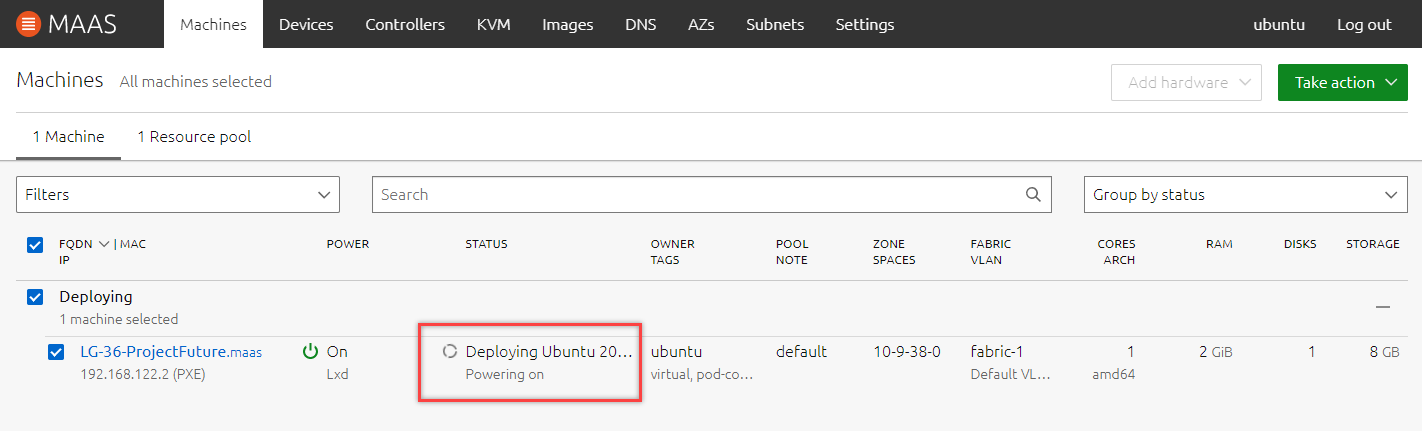 MAAS Machines Devices Controllers KVM Images DNS AZs Subnets Settings ubuntu Log out
Machines All machines selected Add hardware Take action
1 Machine 1 Resource pool
Filters Search Group by status
FQDN | MAC POWER STATUS OWNER POOL ZONE FABRIC CORES RAM DISKS STORAGE
IP TAGS NOTE SPACES VLAN ARCH
Deploying
1 machine selected —
LG-36-ProjectFuture.maas On Deploying Ubuntu 20... ubuntu default 10-9-38-0 fabric-1 1 2 GiB 1 8 GB
192.168.122.2 (PXE) Lxd Powering on virtual, pod-co... Default VL... amd64